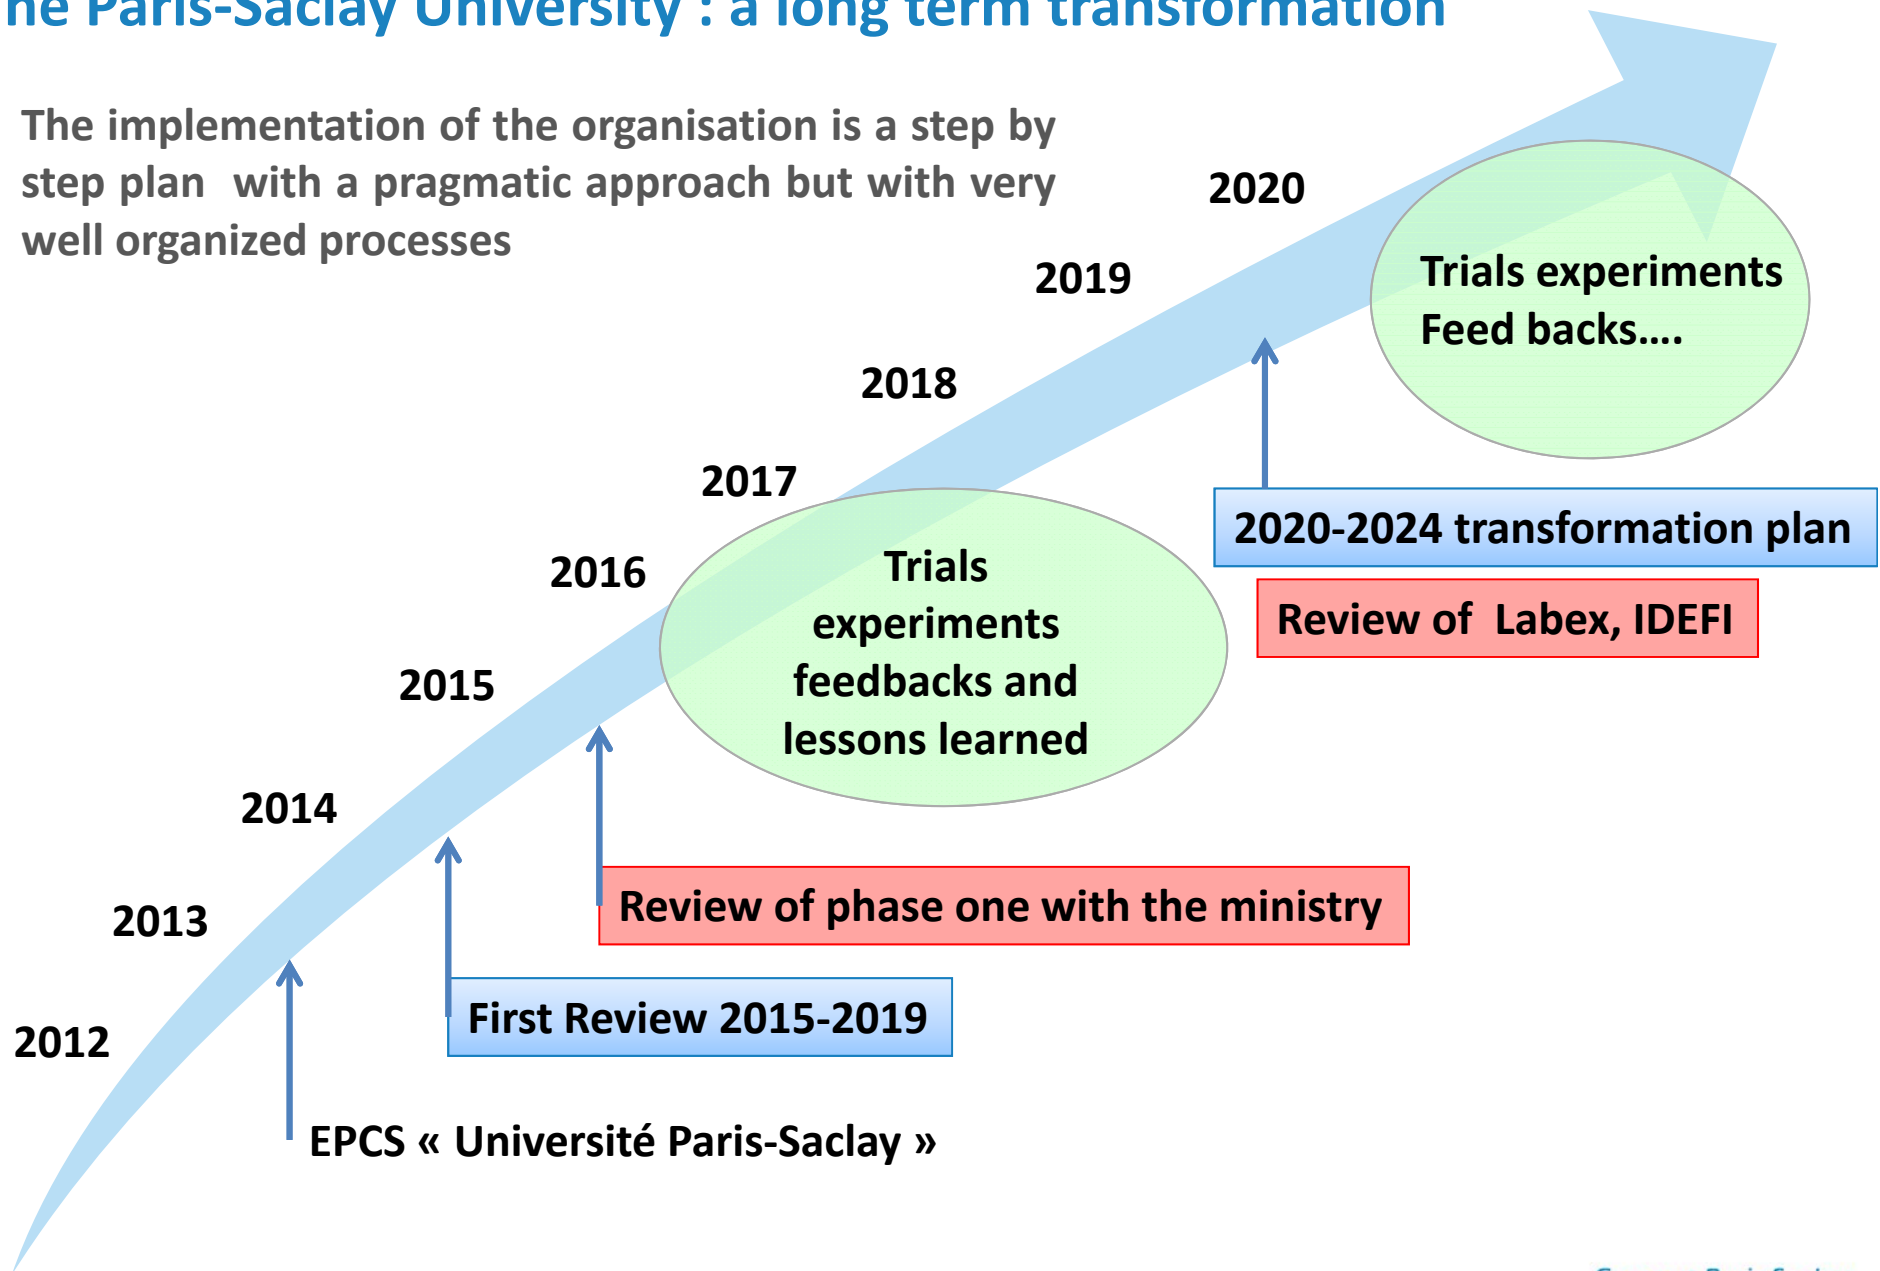 ne Paris-Saclay University : a long term transformation
The implementation of the organisation is a step by
step plan with a pragmatic approach but with very
well organized processes
2020
2019
2018
2017
2016
2015
2014
2013
2012
Trials experiments
Feed backs....
2020-2024 transformation plan
Review of Labex, IDEFI
Trials
experiments
feedbacks and
lessons learned
Review of phase one with the ministry
First Review 2015-2019
EPCS « Université Paris-Saclay »